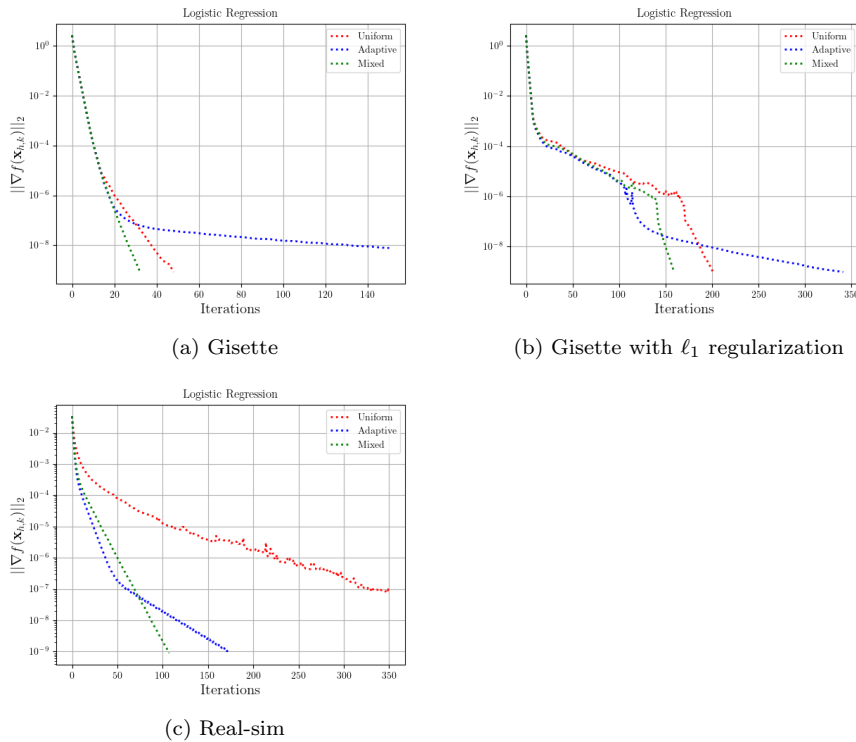 Logistic Regression
Uniform
Adaptive
Mixed
||∇f(x_{h,k})||_2
10^0
10^{-2}
10^{-4}
10^{-6}
10^{-8}
0 20 40 60 80 100 120 140
Iterations
(a) Gisette
Logistic Regression
Uniform
Adaptive
Mixed
||∇f(x_{h,k})||_2
10^0
10^{-2}
10^{-4}
10^{-6}
10^{-8}
0 50 100 150 200 250 300 350
Iterations
(b) Gisette with ℓ_1 regularization
Logistic Regression
Uniform
Adaptive
Mixed
||∇f(x_{h,k})||_2
10^{-2}
10^{-3}
10^{-4}
10^{-5}
10^{-6}
10^{-7}
10^{-8}
10^{-9}
0 50 100 150 200 250 300 350
Iterations
(c) Real-sim